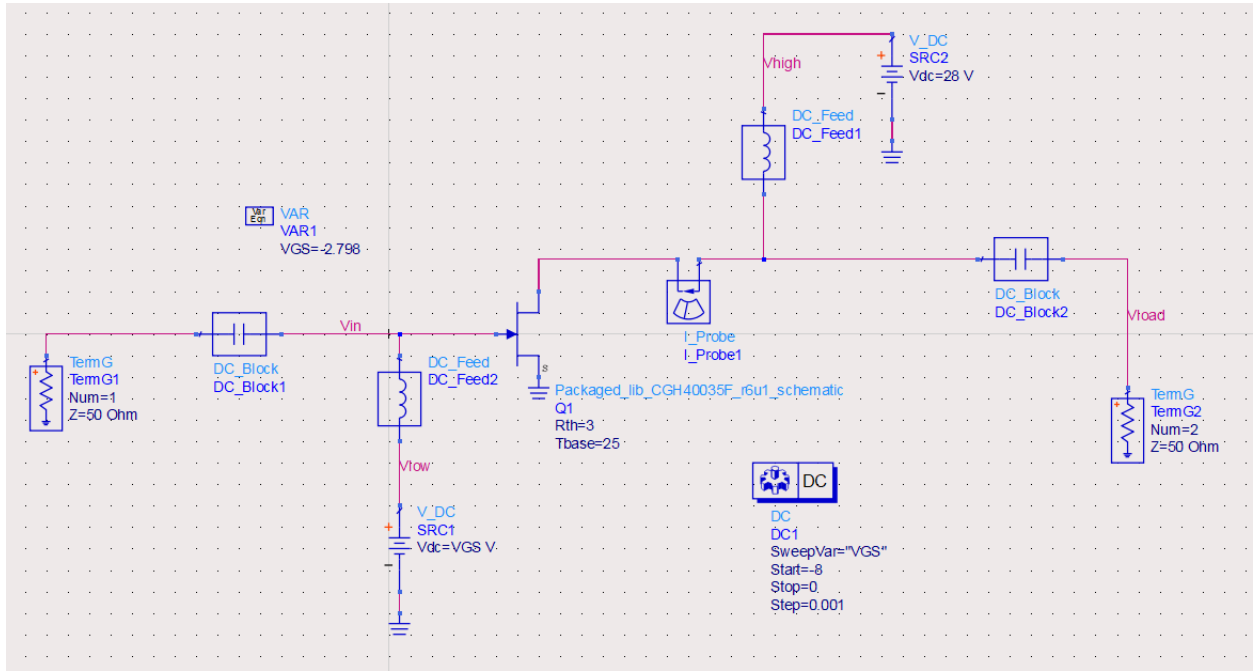 V_DC
SRC2
Vdc=28 V
Vhigh
DC_Feed
DC_Feed1
Var
Eqn
VAR
VAR1
VGS=-2.798
DC_Block
DC_Block2
Vin
I_Probe
I_Probe1
Vload
TermG
TermG1
Num=1
Z=50 Ohm
DC_Block
DC_Block1
DC_Feed
DC_Feed2
S
Packaged_lib_CGH40035F_r6u1_schematic
Q1
Rth=3
Tbase=25
TermG
TermG2
Num=2
Z=50 Ohm
Vlow
DC
DC
DC1
SweepVar="VGS"
Start=-8
Stop=0
Step=0.001
V_DC
SRC1
Vdc=VGS V